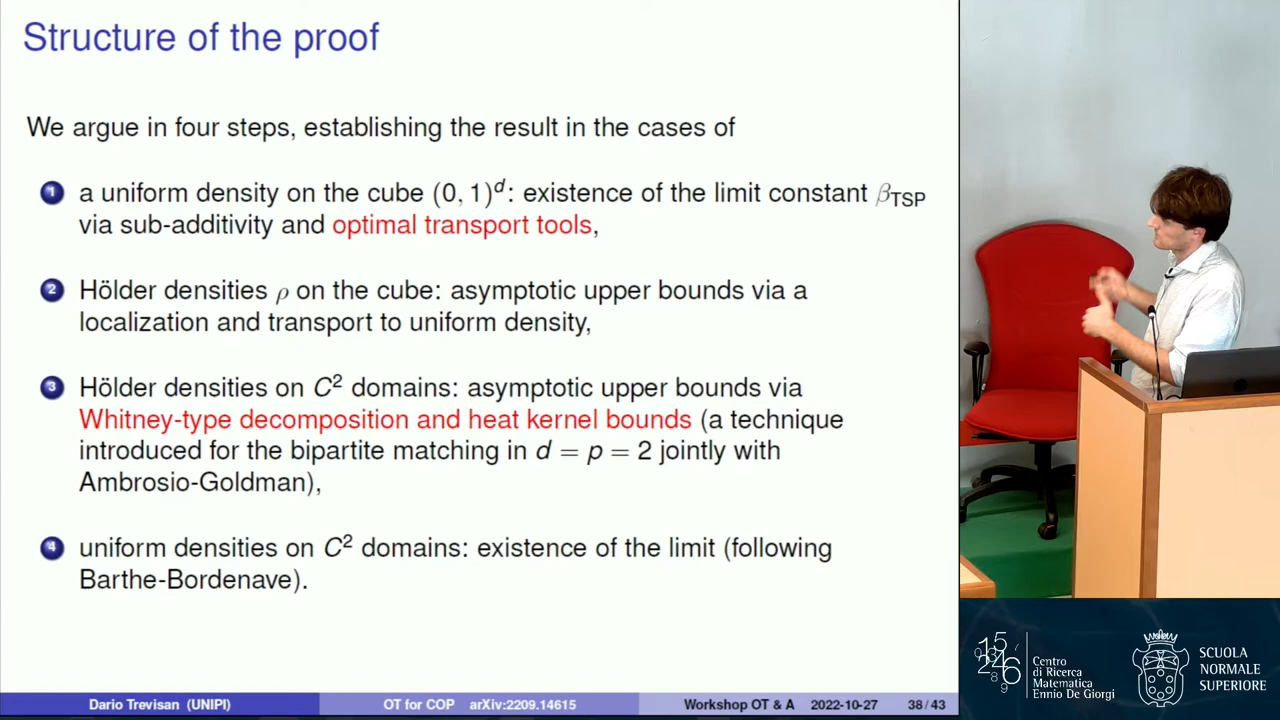 Structure of the proof
We argue in four steps, establishing the result in the cases of
1 a uniform density on the cube (0, 1)^d: existence of the limit constant β_TSP
via sub-additivity and optimal transport tools,
2 Hölder densities ρ on the cube: asymptotic upper bounds via a
localization and transport to uniform density,
3 Hölder densities on C² domains: asymptotic upper bounds via
Whitney-type decomposition and heat kernel bounds (a technique
introduced for the bipartite matching in d = p = 2 jointly with
Ambrosio-Goldman),
4 uniform densities on C² domains: existence of the limit (following
Barthe-Bordenave).
Dario Trevisan (UNIPI) OT for COP arXiv:2209.14615 Workshop OT & A 2022-10-27 38 / 43
Centro
di Ricerca
Matematica
Ennio De Giorgi
SCUOLA
NORMALE
SUPERIORE